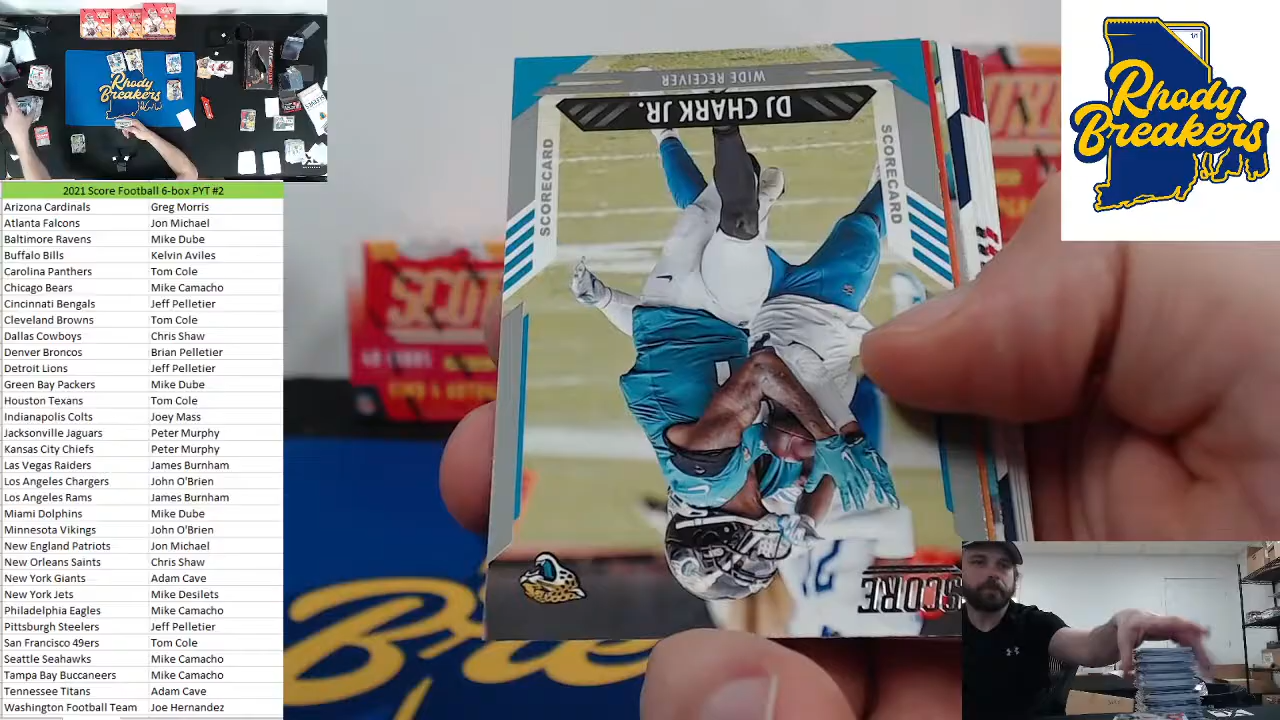 2021 Score Football 6-box PYT #2
Arizona Cardinals Greg Morris
Atlanta Falcons Jon Michael
Baltimore Ravens Mike Dube
Buffalo Bills Kelvin Aviles
Carolina Panthers Tom Cole
Chicago Bears Mike Camacho
Cincinnati Bengals Jeff Pelletier
Cleveland Browns Tom Cole
Dallas Cowboys Chris Shaw
Denver Broncos Brian Pelletier
Detroit Lions Jeff Pelletier
Green Bay Packers Mike Dube
Houston Texans Tom Cole
Indianapolis Colts Joey Mass
Jacksonville Jaguars Peter Murphy
Kansas City Chiefs Peter Murphy
Las Vegas Raiders James Burnham
Los Angeles Chargers John O'Brien
Los Angeles Rams James Burnham
Miami Dolphins Mike Dube
Minnesota Vikings John O'Brien
New England Patriots Jon Michael
New Orleans Saints Chris Shaw
New York Giants Adam Cave
New York Jets Mike Desilets
Philadelphia Eagles Mike Camacho
Pittsburgh Steelers Jeff Pelletier
San Francisco 49ers Tom Cole
Seattle Seahawks Mike Camacho
Tampa Bay Buccaneers Mike Camacho
Tennessee Titans Adam Cave
Washington Football Team Joe Hernandez
Rhody
Breakers
WIDE RECEIVER
DJ CHARK JR.
SCORECARD
SCORECARD
SCORE
1/1
Rhody
Breakers